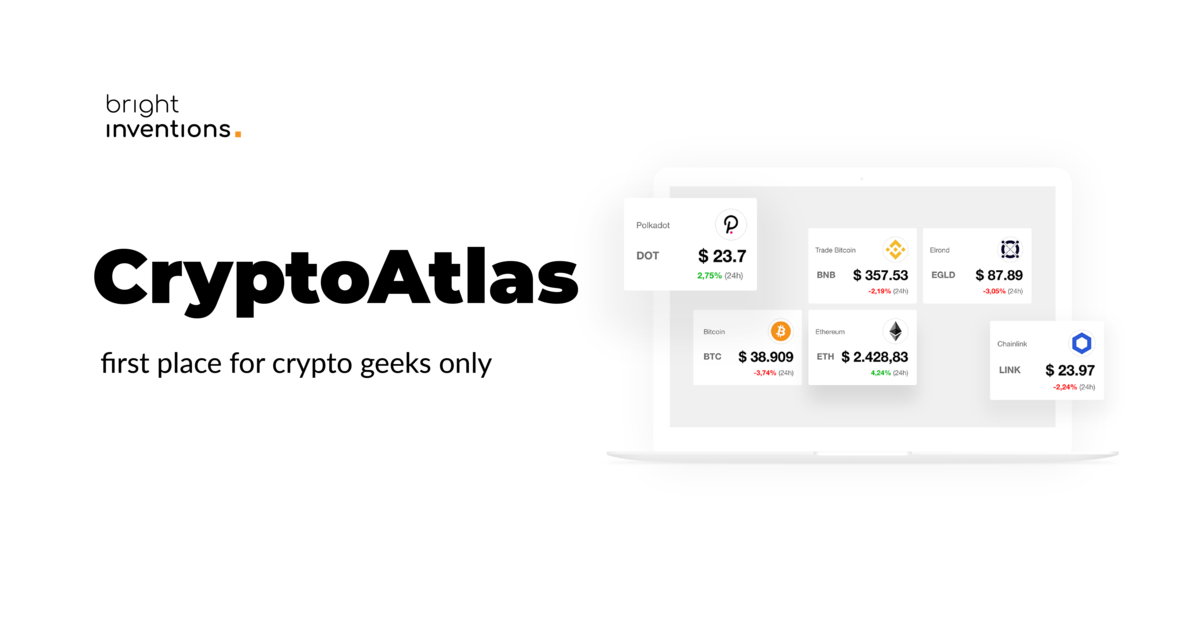 bright
inventions.
CryptoAtlas
first place for crypto geeks only
Polkadot
DOT $ 23.7
2,75% (24h)
Trade Bitcoin
BNB $ 357.53
-2,19% (24h)
Elrond
EGLD $ 87.89
-3,05% (24h)
Bitcoin
BTC $ 38.909
-3,74% (24h)
Ethereum
ETH $ 2.428,83
4,24% (24h)
Chainlink
LINK $ 23.97
-2,24% (24h)